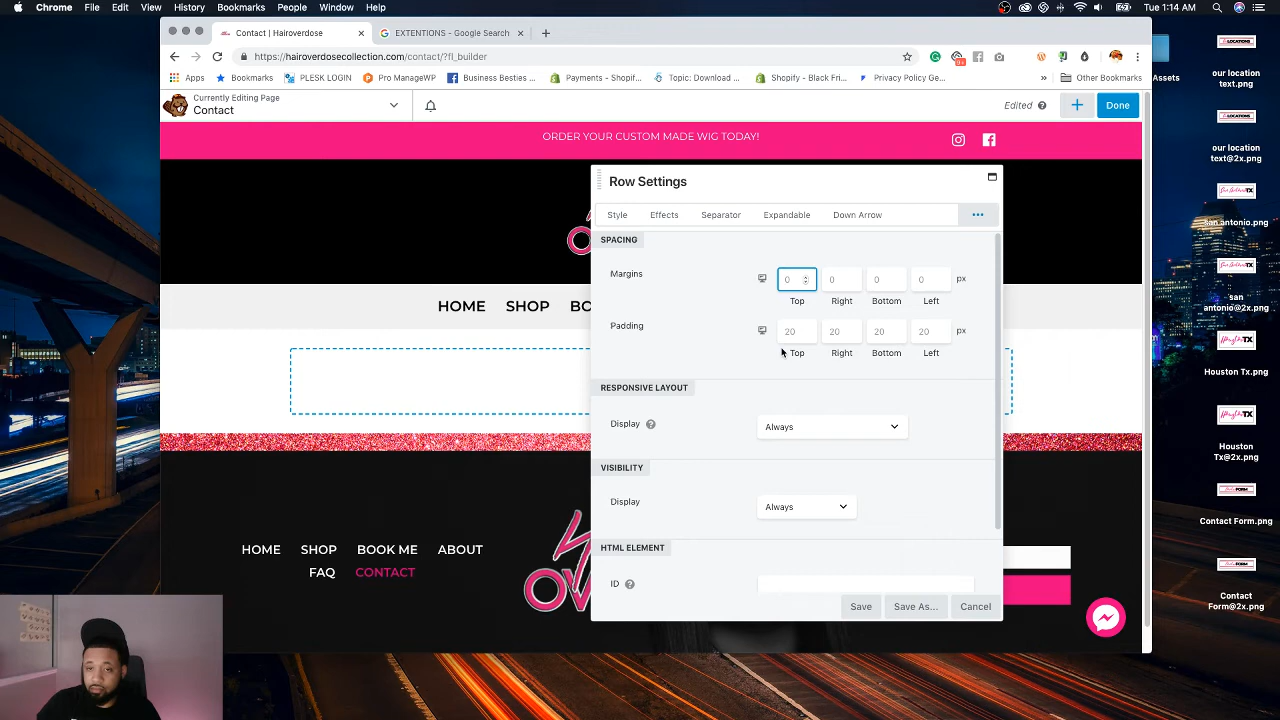 Chrome File Edit View History Bookmarks People Window Help
1:14 AM
Contact | Hairoverdose
EXTENTIONS - Google Search
https://hairoverdosecollection.com/contact/?fl_builder
Apps Bookmarks PLESK LOGIN Pro ManageWP Business Besties ... Payments - Shopif... Topic: Download ... Shopify - Black Fri... Privacy Policy Ge... » Other Bookmarks
Assets
Currently Editing Page
Contact
Edited
Done
ORDER YOUR CUSTOM MADE WIG TODAY!
Row Settings
Style Effects Separator Expandable Down Arrow ...
SPACING
Margins 0 0 0 0 px
Top Right Bottom Left
Padding 20 20 20 20 px
Top Right Bottom Left
RESPONSIVE LAYOUT
Display Always
VISIBILITY
Display Always
HTML ELEMENT
ID
Save Save As... Cancel
HOME SHOP BO
HOME SHOP BOOK ME ABOUT
FAQ CONTACT
our location
text.png
our location
text@2x.png
san antonio.png
san
antonio@2x.png
Houston Tx.png
Houston
Tx@2x.png
Contact Form.png
Contact
Form@2x.png